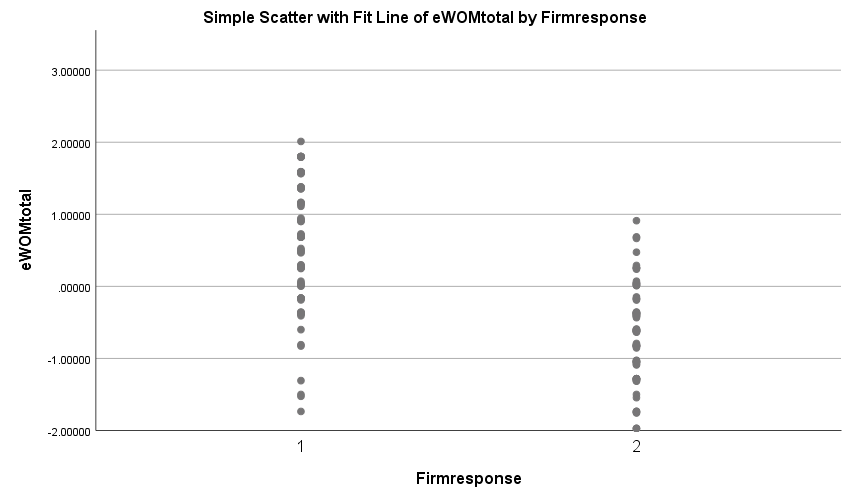 Simple Scatter with Fit Line of eWOMtotal by Firmresponse
3.00000
2.00000
1.00000
.00000
-1.00000
-2.00000
eWOMtotal
1 2
Firmresponse